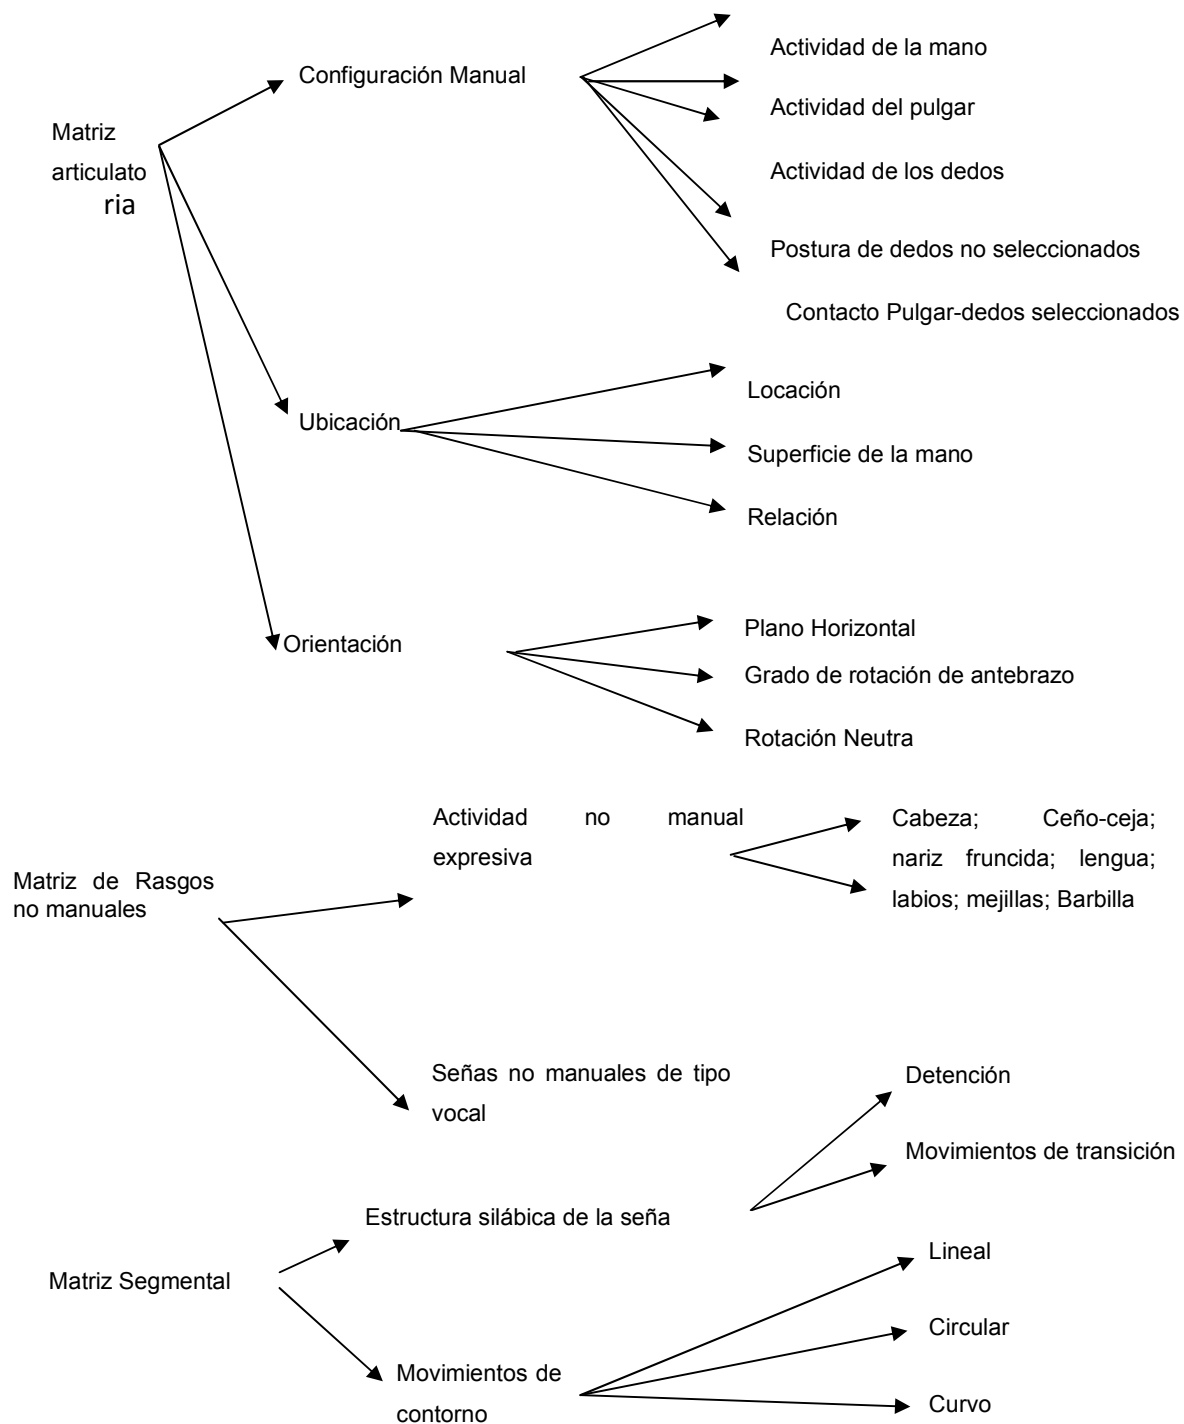 Actividad de la mano
Configuración Manual
Actividad del pulgar
Matriz
articulato
ria
Actividad de los dedos
Postura de dedos no seleccionados
Contacto Pulgar-dedos seleccionados
Ubicación
Locación
Superficie de la mano
Relación
Orientación
Plano Horizontal
Grado de rotación de antebrazo
Rotación Neutra
Matriz de Rasgos
no manuales
Actividad no manual
expresiva
Cabeza; Ceño-ceja;
nariz fruncida; lengua;
labios; mejillas; Barbilla
Señas no manuales de tipo
vocal
Detención
Movimientos de transición
Estructura silábica de la seña
Matriz Segmental
Lineal
Circular
Movimientos de
contorno
Curvo